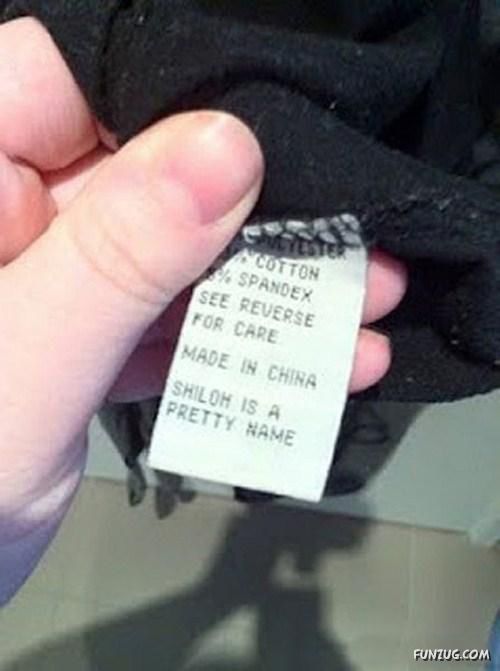 % COTTON
% SPANDEX
SEE REVERSE
FOR CARE
MADE IN CHINA
SHILOH IS A
PRETTY NAME
FUNZUG.COM